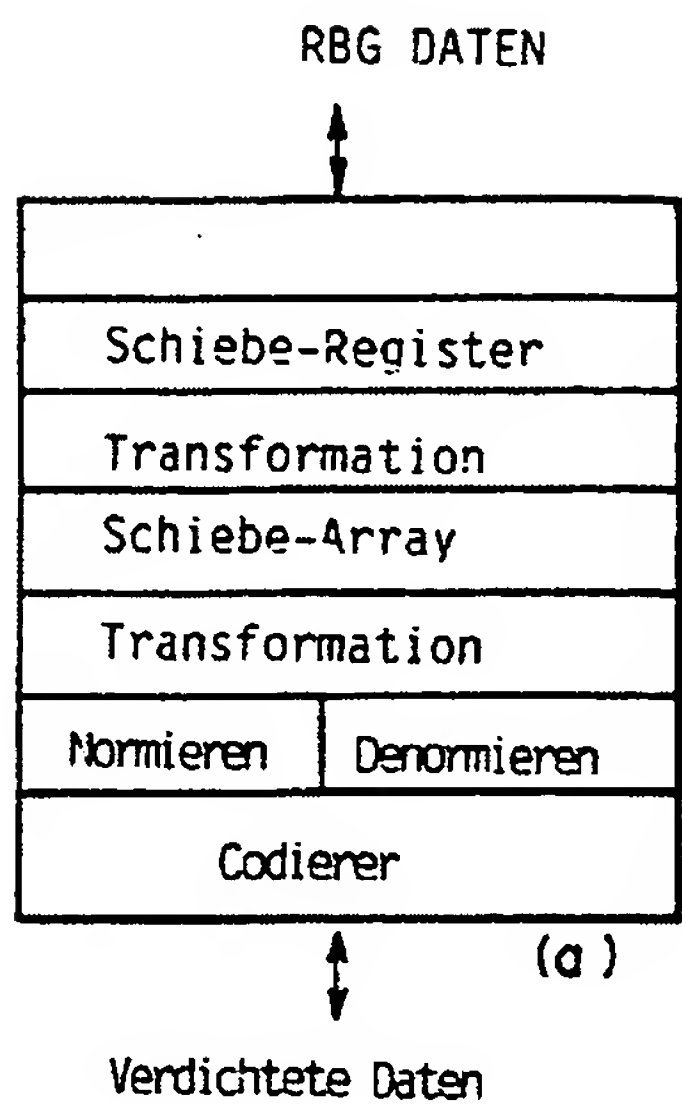 RBG DATEN
Schiebe-Register
Transformation
Schiebe-Array
Transformation
Normieren Denormieren
Codierer
(a)
Verdichtete Daten